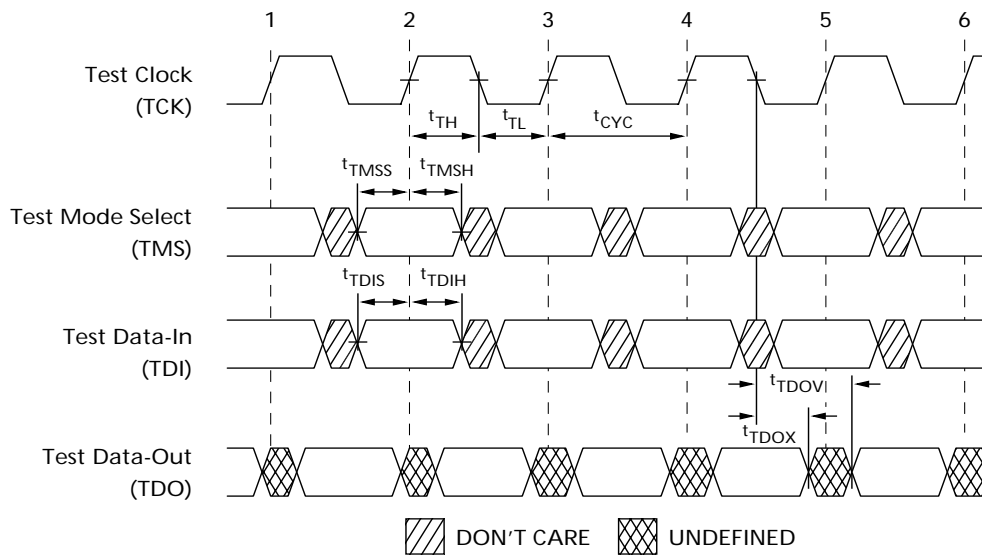 1 2 3 4 5 6
Test Clock
(TCK)
tTH tTL tCYC
tTMSS tTMSH
Test Mode Select
(TMS)
tTDIS tTDIH
Test Data-In
(TDI)
tTDOV
tTDOX
Test Data-Out
(TDO)
DON'T CARE UNDEFINED